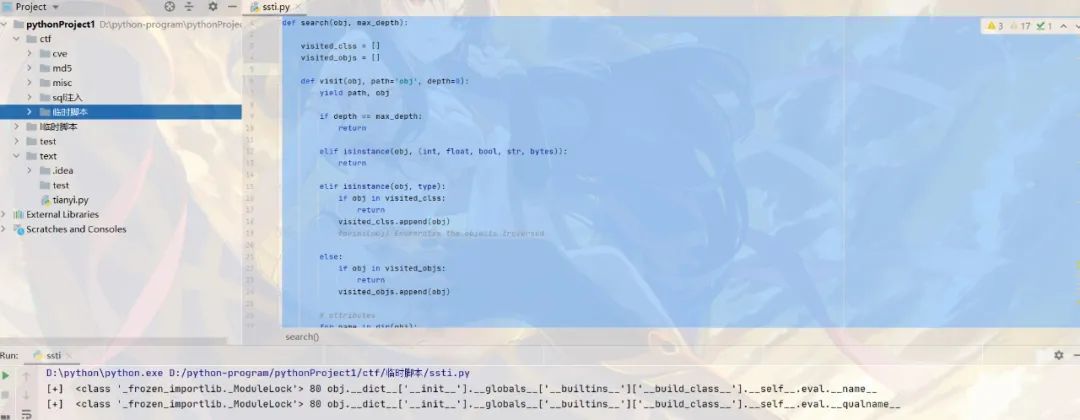 Project
ssti.py
pythonProject1 D:\python-program\pythonProjec
ctf
cve
md5
misc
sql注入
临时脚本
临时脚本
test
text
.idea
test
tianyi.py
External Libraries
Scratches and Consoles
def search(obj, max_depth):
visited_clss = []
visited_objs = []
def visit(obj, path='obj', depth=0):
yield path, obj
if depth == max_depth:
return
elif isinstance(obj, (int, float, bool, str, bytes)):
return
elif isinstance(obj, type):
if obj in visited_clss:
return
visited_clss.append(obj)
#print(obj) Enumerates the objects traversed
else:
if obj in visited_objs:
return
visited_objs.append(obj)
# attributes
for name in dir(obj):
3 17 1
search()
Run: ssti
D:\python\python.exe D:/python-program/pythonProject1/ctf/临时脚本/ssti.py
[+] <class '_frozen_importlib._ModuleLock'> 80 obj.__dict__['__init__'].__globals__['__builtins__']['__build_class__'].__self__.eval.__name__
[+] <class '_frozen_importlib._ModuleLock'> 80 obj.__dict__['__init__'].__globals__['__builtins__']['__build_class__'].__self__.eval.__qualname__